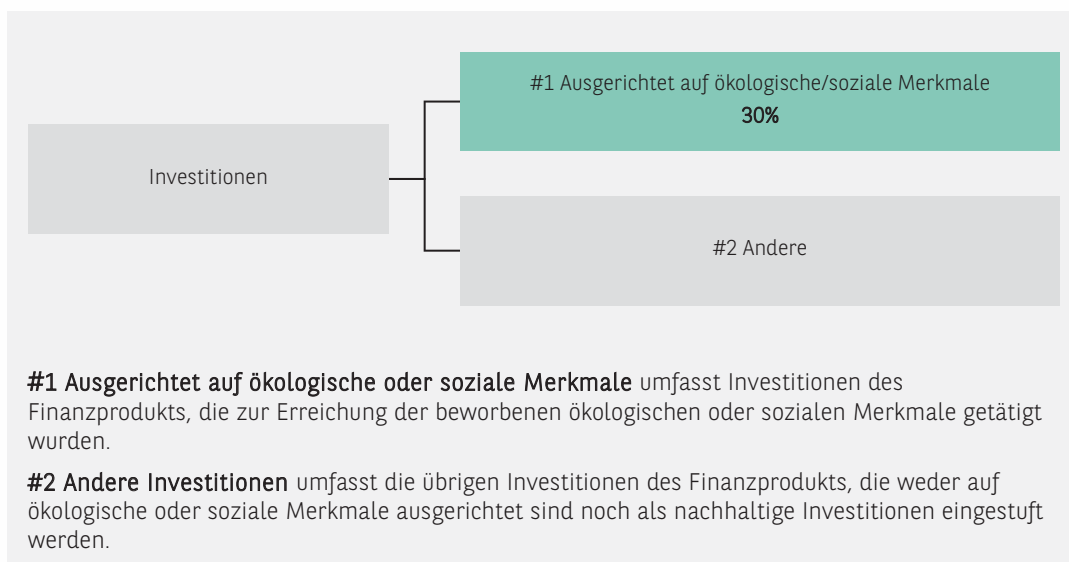 #1 Ausgerichtet auf ökologische/soziale Merkmale
30%
Investitionen
#2 Andere
#1 Ausgerichtet auf ökologische oder soziale Merkmale umfasst Investitionen des
Finanzprodukts, die zur Erreichung der beworbenen ökologischen oder sozialen Merkmale getätigt
wurden.
#2 Andere Investitionen umfasst die übrigen Investitionen des Finanzprodukts, die weder auf
ökologische oder soziale Merkmale ausgerichtet sind noch als nachhaltige Investitionen eingestuft
werden.